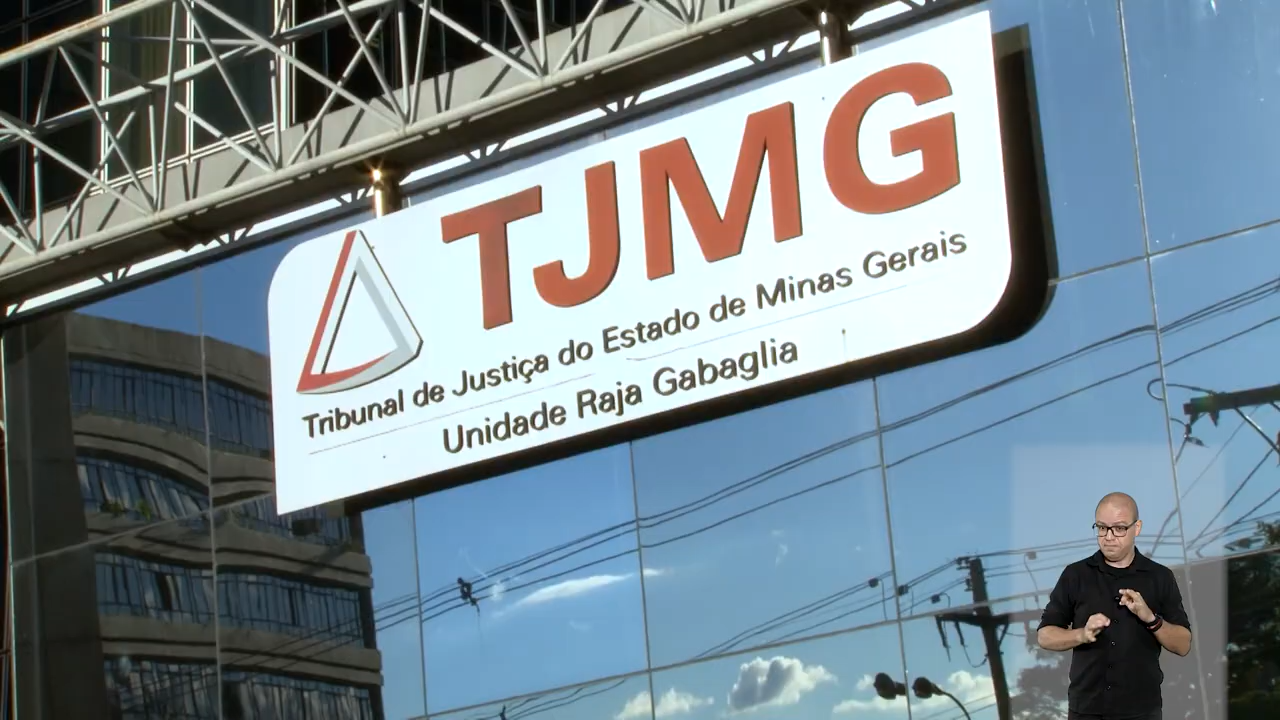 TJMG
Tribunal de Justiça do Estado de Minas Gerais
Unidade Raja Gabaglia